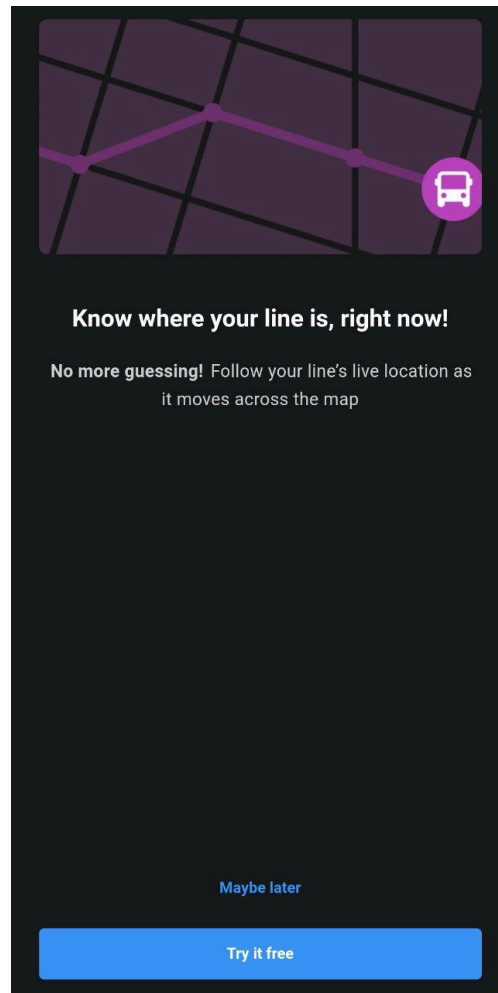 Know where your line is, right now!
No more guessing! Follow your line’s live location as
it moves across the map
Maybe later
Try it free